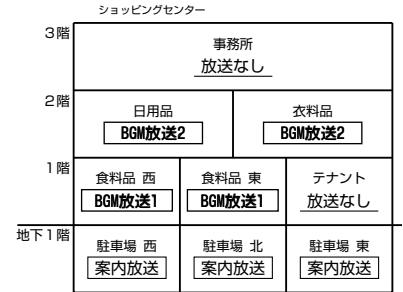 ショッピングセンター
3階
事務所
放送なし
2階
日用品
衣料品
BGM放送2
BGM放送2
1階
食料品 西
食料品 東
テナント
BGM放送1
BGM放送1
放送なし
地下1階
駐車場 西
駐車場 北
駐車場 東
案内放送
案内放送
案内放送